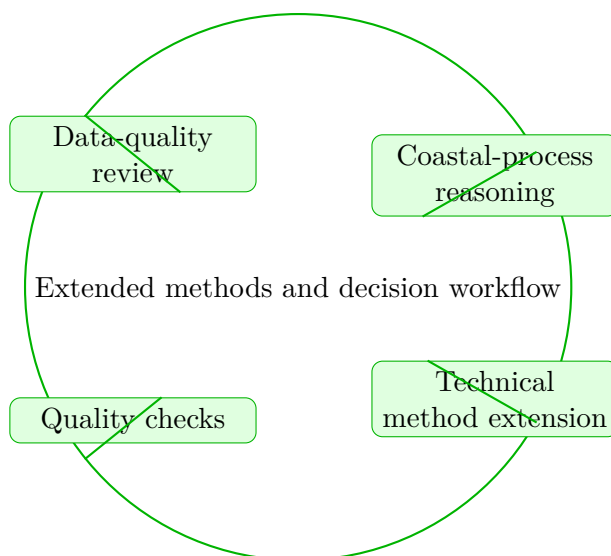 Data-quality
review
Coastal-process
reasoning
Extended methods and decision workflow
Quality checks
Technical
method extension